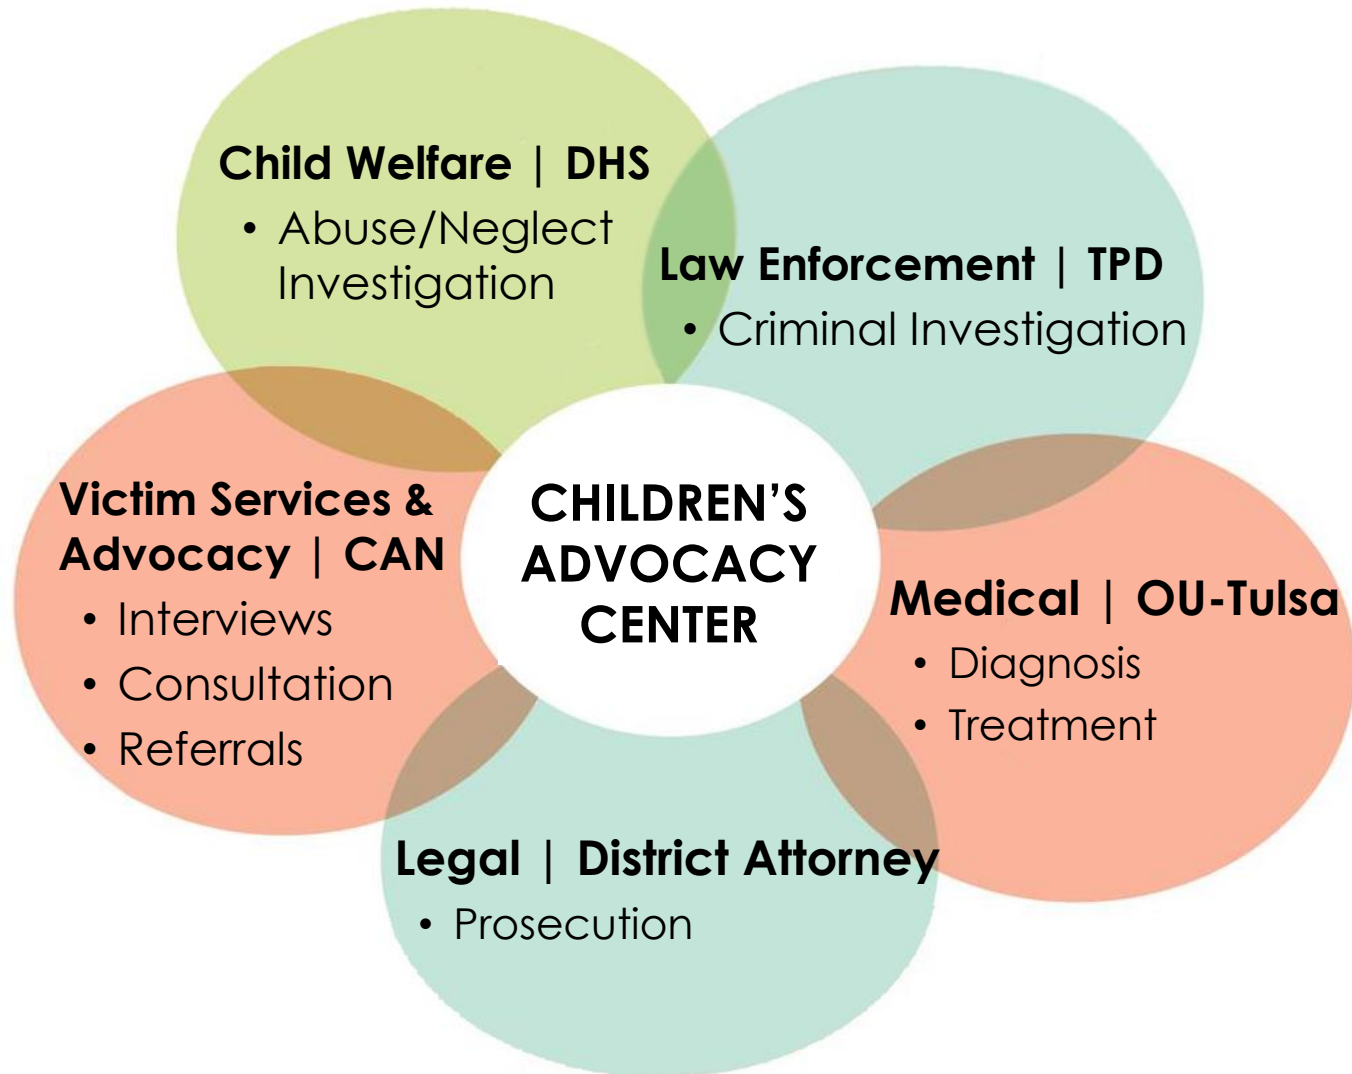 Child Welfare | DHS
• Abuse/Neglect
Investigation
Law Enforcement | TPD
• Criminal Investigation
Victim Services &
Advocacy | CAN
• Interviews
• Consultation
• Referrals
CHILDREN’S
ADVOCACY
CENTER
Medical | OU-Tulsa
• Diagnosis
• Treatment
Legal | District Attorney
• Prosecution